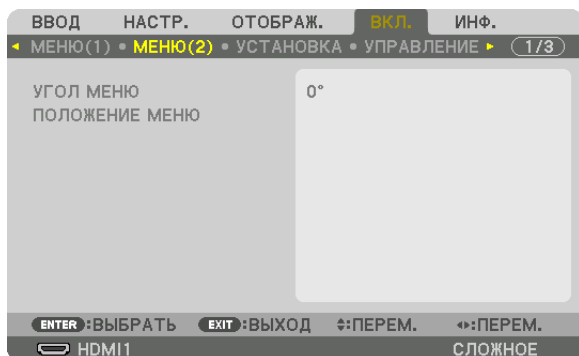 ВВОД НАСТР. ОТОБРАЖ. ВКЛ. ИНФ.
◄ МЕНЮ(1) • МЕНЮ(2) • УСТАНОВКА • УПРАВЛЕНИЕ ► 1/3
УГОЛ МЕНЮ 0°
ПОЛОЖЕНИЕ МЕНЮ
ENTER:ВЫБРАТЬ EXIT:ВЫХОД ♦:ПЕРЕМ. ◂▸:ПЕРЕМ.
HDMI1 СЛОЖНОЕ